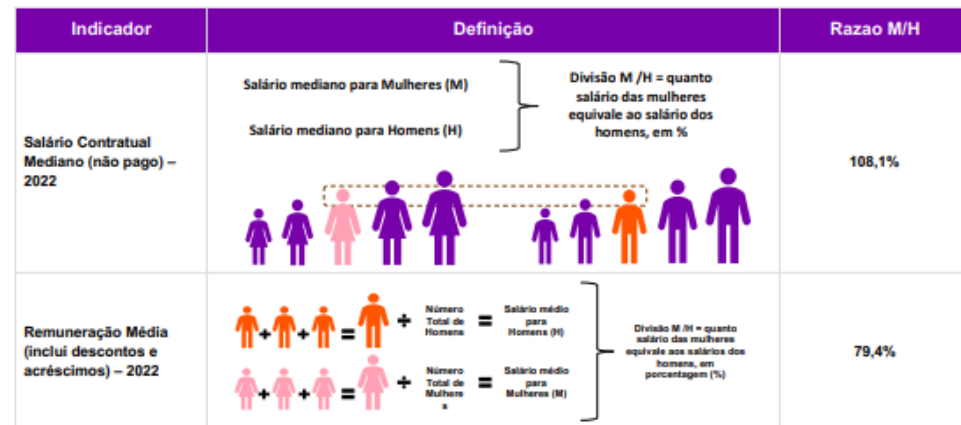 Indicador
Definição
Razao M/H
Salário Contratual
Mediano (não pago) –
2022
Salário mediano para Mulheres (M)
Salário mediano para Homens (H)
Divisão M /H = quanto
salário das mulheres
equivale ao salário dos
homens, em %
108,1%
Remuneração Média
(inclui descontos e
acréscimos) – 2022
+ + = ÷
Número
Total de
Homens
=
Salário médio
para
Homens (H)
+ + = ÷
Número
Total de
Mulhere
s
=
Salário médio
para
Mulheres (M)
Divisão M /H = quanto
salário das mulheres
equivale aos salários dos
homens, em
porcentagem (%)
79,4%